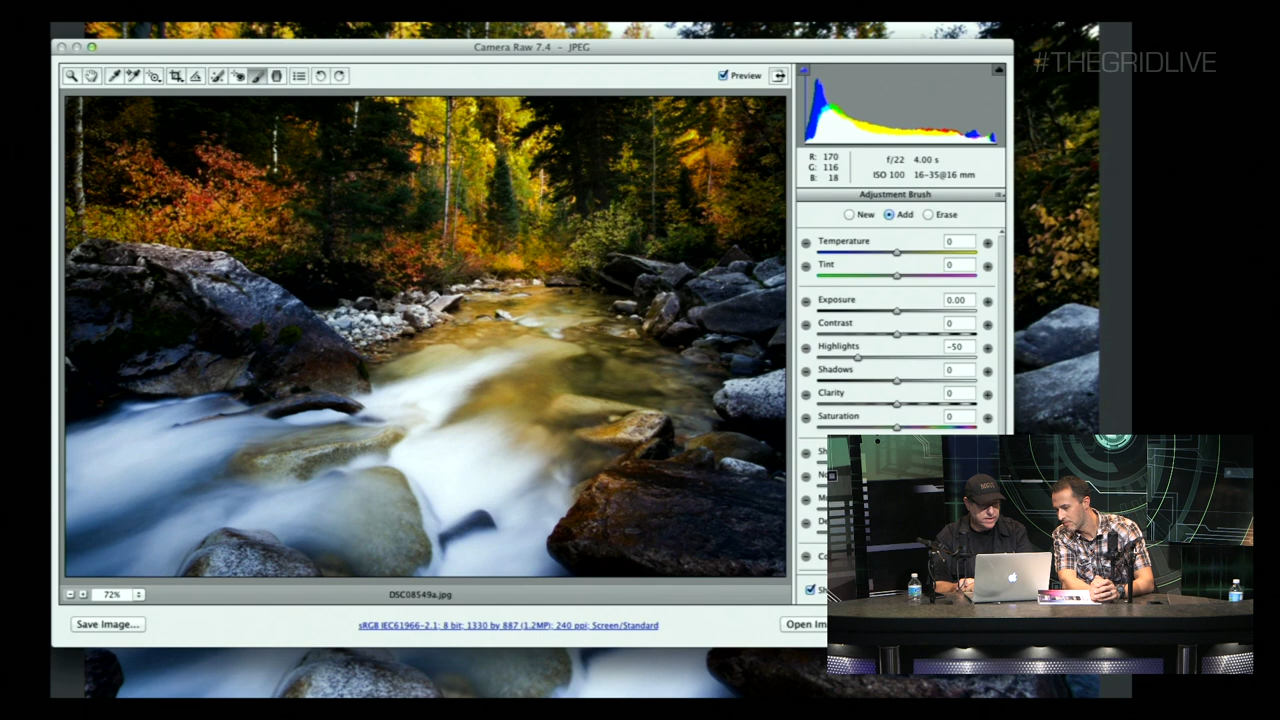 Camera Raw 7.4 - JPEG
#THEGRIDLIVE
Preview
R: 170
G: 116
B: 18
f/22 4.00 s
ISO 100 16-35@16 mm
Adjustment Brush
New Add Erase
Temperature 0
Tint 0
Exposure 0.00
Contrast 0
Highlights -50
Shadows 0
Clarity 0
Saturation 0
72%
DSC08549a.jpg
Save Image...
sRGB IEC61966-2.1; 8 bit; 1330 by 887 (1.2MP); 240 ppi; Screen/Standard
Open Im